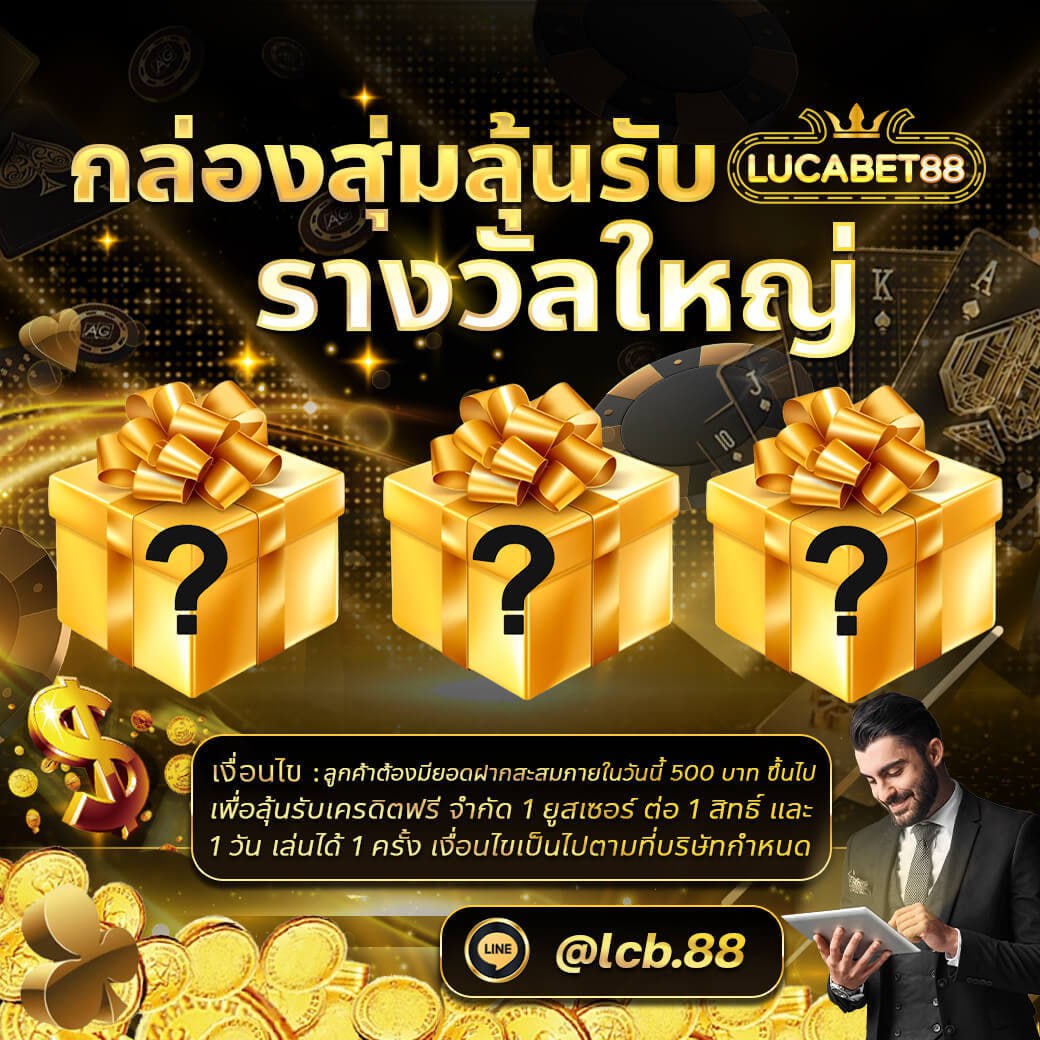 กล่องสุ่มลุ้นรับ
LUCABET88
รางวัลใหญ่
AG
AG
AG
K
A
J
10
?
?
?
$
เงื่อนไข : ลูกค้าต้องมียอดฝากสะสมภายในวันนี้ 500 บาท ขึ้นไป
เพื่อลุ้นรับเครดิตฟรี จำกัด 1 ยูสเซอร์ ต่อ 1 สิทธิ์ และ
1 วัน เล่นได้ 1 ครั้ง เงื่อนไขเป็นไปตามที่บริษัทกำหนด
LINE
@lcb.88